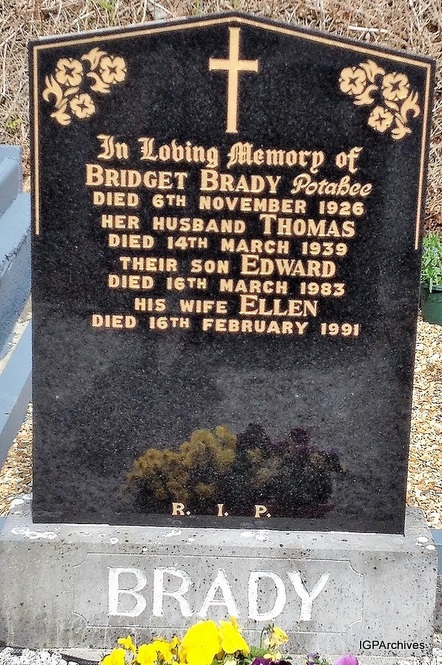 In Loving Memory of
BRIDGET BRADY Potahee
DIED 6TH NOVEMBER 1926
HER HUSBAND THOMAS
DIED 14TH MARCH 1939
THEIR SON EDWARD
DIED 16TH MARCH 1983
HIS WIFE ELLEN
DIED 16TH FEBRUARY 1991
R. I. P.
BRADY
IGPArchives